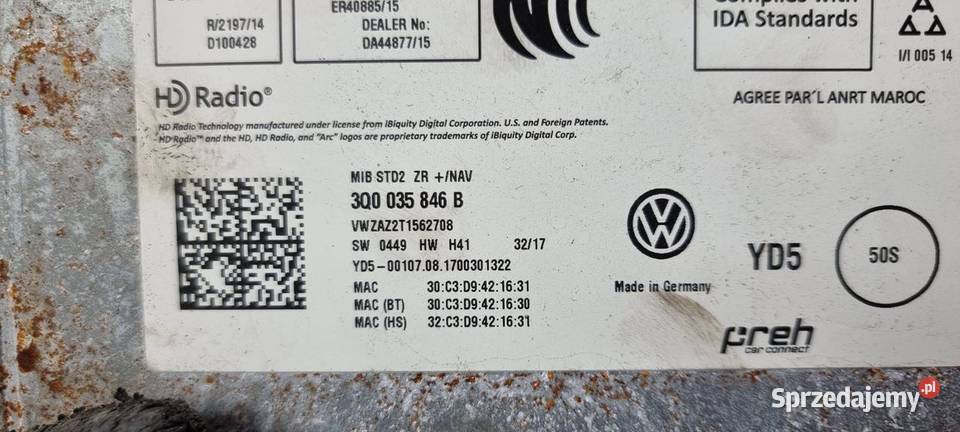 ER40885/15
R/2197/14
D100428
DEALER No:
DA44877/15
Complies with
IDA Standards
I/I 005 14
HD Radio®
AGREE PAR´L ANRT MAROC
HD Radio Technology manufactured under license from iBiquity Digital Corporation. U.S. and Foreign Patents.
HD Radio™ and the HD, HD Radio, and "Arc" logos are proprietary trademarks of iBiquity Digital Corp.
MIB STD2 ZR +/NAV
3Q0 035 846 B
VWZAZ2T1562708
SW 0449 HW H41 32/17
YD5-00107.08.1700301322
MAC 30:C3:D9:42:16:31
MAC (BT) 30:C3:D9:42:16:30
MAC (HS) 32:C3:D9:42:16:31
Made in Germany
YD5
50S
preh
car connect
Sprzedajemy.pl